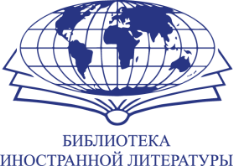 БИБЛИОТЕКА
ИНОСТРАННОЙ ЛИТЕРАТУРЫ